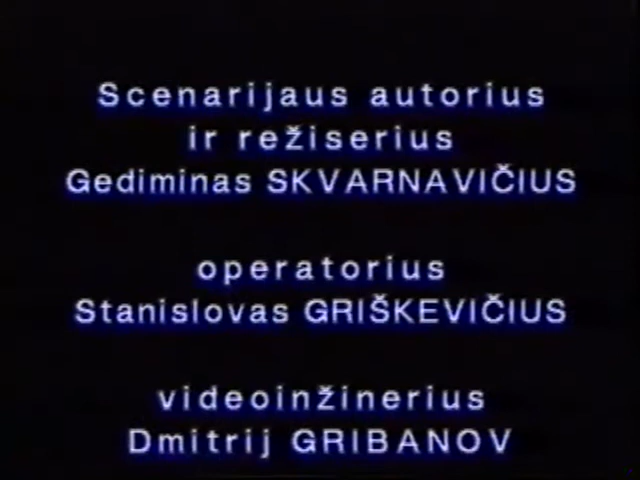 Scenarijaus autorius
ir režiserius
Gediminas SKVARNAVIČIUS
operatorius
Stanislovas GRIŠKEVIČIUS
videoinžinerius
Dmitrij GRIBANOV